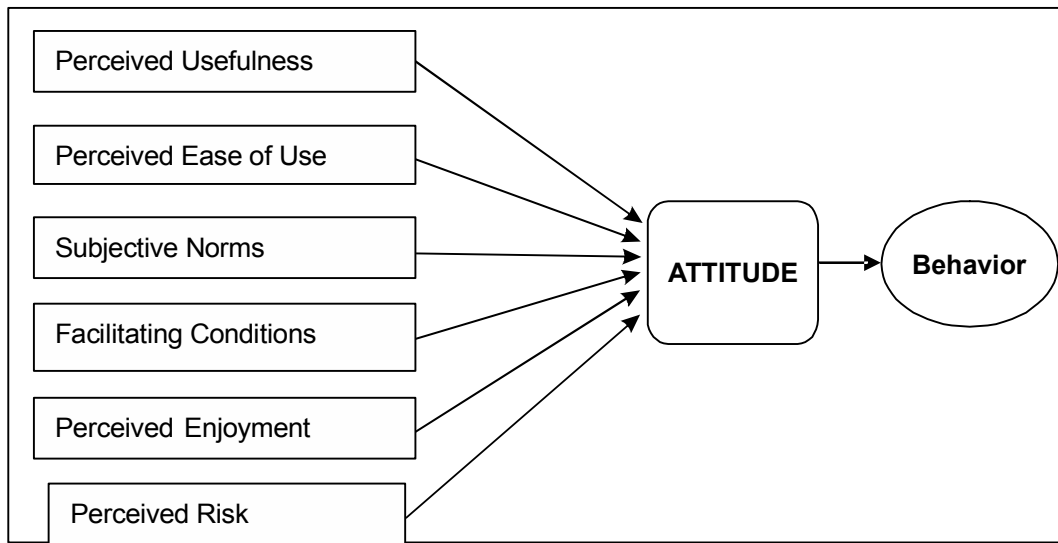 Perceived Usefulness
Perceived Ease of Use
Subjective Norms
Facilitating Conditions
Perceived Enjoyment
Perceived Risk
ATTITUDE
Behavior